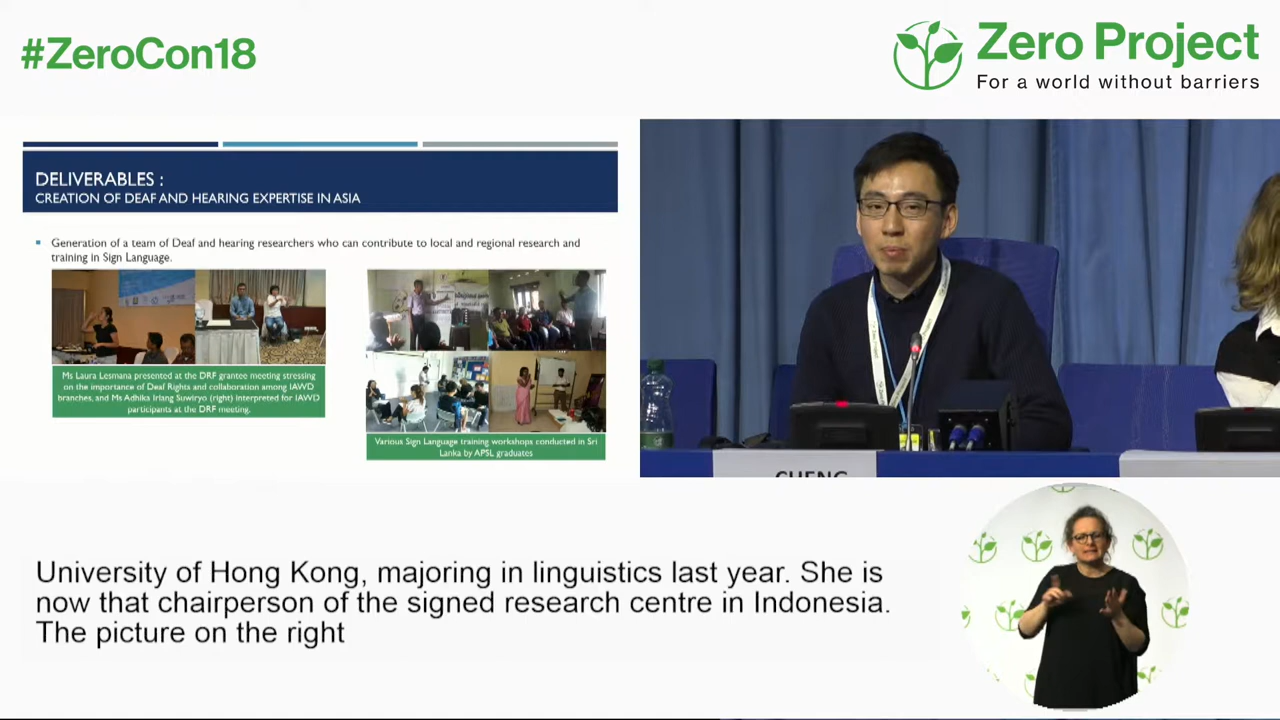 #ZeroCon18
Zero Project
For a world without barriers
DELIVERABLES :
CREATION OF DEAF AND HEARING EXPERTISE IN ASIA
Generation of a team of Deaf and hearing researchers who can contribute to local and regional research and
training in Sign Language.
Ms Laura Lesmana presented at the DRF grantee meeting stressing
on the importance of Deaf Rights and collaboration among IAWD
branches, and Ms Adhika Irlang Suwiryo (right) interpreted for IAWD
participants at the DRF meeting.
Various Sign Language training workshops conducted in Sri
Lanka by APSL graduates
CHENG
University of Hong Kong, majoring in linguistics last year. She is
now that chairperson of the signed research centre in Indonesia.
The picture on the right